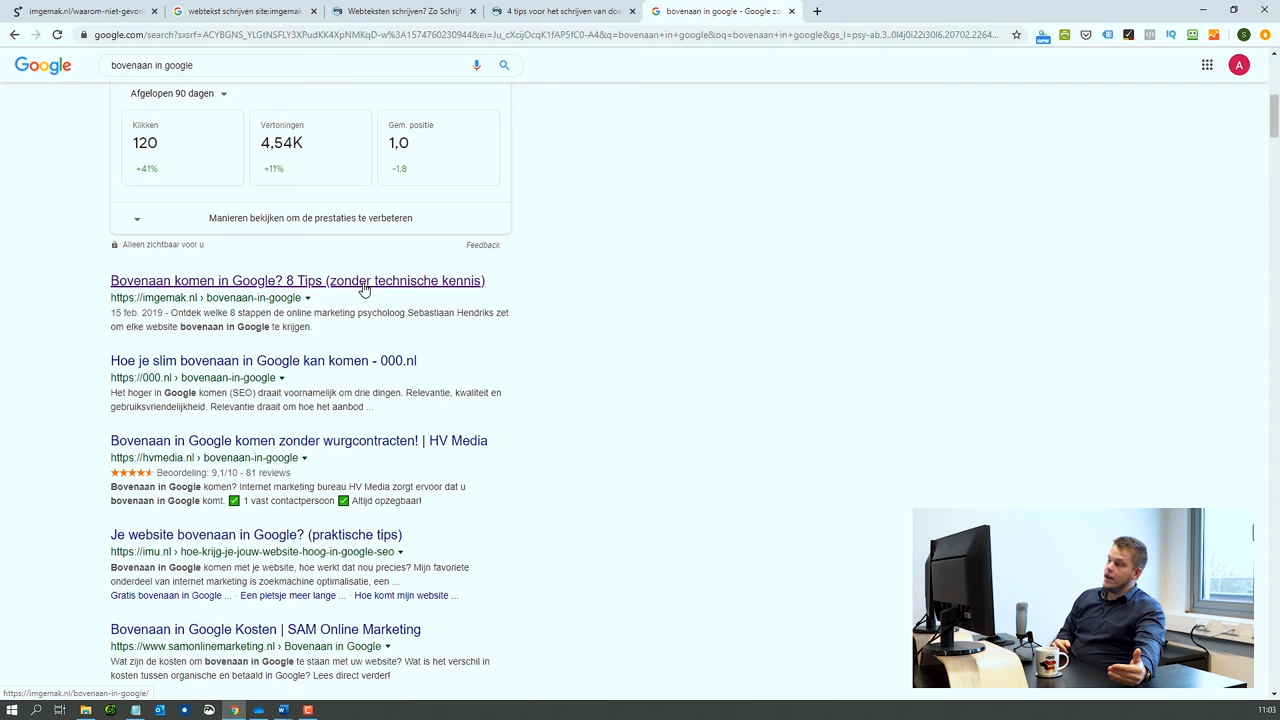 imgemak.nl/waarom-niet-gevon
webtekst schrijven site:imgemak.
Webteksten schrijven? Zo Schrijf
4 tips voor het schrijven van doel
bovenaan in google - Google zo
Google
bovenaan in google
A
Afgelopen 90 dagen
Klikken
Vertoningen
Gem. positie
120
4,54K
1,0
+41%
+11%
-1.8
Manieren bekijken om de prestaties te verbeteren
Alleen zichtbaar voor u
Feedback
Bovenaan komen in Google? 8 Tips (zonder technische kennis)
https://imgemak.nl › bovenaan-in-google
15 feb. 2019 - Ontdek welke 8 stappen de online marketing psycholoog Sebastiaan Hendriks zet
om elke website bovenaan in Google te krijgen.
Hoe je slim bovenaan in Google kan komen - 000.nl
https://000.nl › bovenaan-in-google
Het hoger in Google komen (SEO) draait voornamelijk om drie dingen. Relevantie, kwaliteit en
gebruiksvriendelijkheid. Relevantie draait om hoe het aanbod ...
Bovenaan in Google komen zonder wurgcontracten! | HV Media
https://hvmedia.nl › bovenaan-in-google
Beoordeling: 9,1/10 - 81 reviews
Bovenaan in Google komen? Internet marketing bureau HV Media zorgt ervoor dat u
bovenaan in Google komt. ✅ 1 vast contactpersoon ✅ Altijd opzegbaar!
Je website bovenaan in Google? (praktische tips)
https://imu.nl › hoe-krijg-je-jouw-website-hoog-in-google-seo
Bovenaan in Google komen met je website, hoe werkt dat nou precies? Mijn favoriete
onderdeel van internet marketing is zoekmachine optimalisatie, een ...
Gratis bovenaan in Google ... · Een pietsje meer lange ... · Hoe komt mijn website ...
Bovenaan in Google Kosten | SAM Online Marketing
https://www.samonlinemarketing.nl › Bovenaan in Google
Wat zijn de kosten om bovenaan in Google te staan met uw website? Wat is het verschil in
kosten tussen organische en betaald in Google? Lees direct verder!
https://imgemak.nl/bovenaan-in-google/
11:03